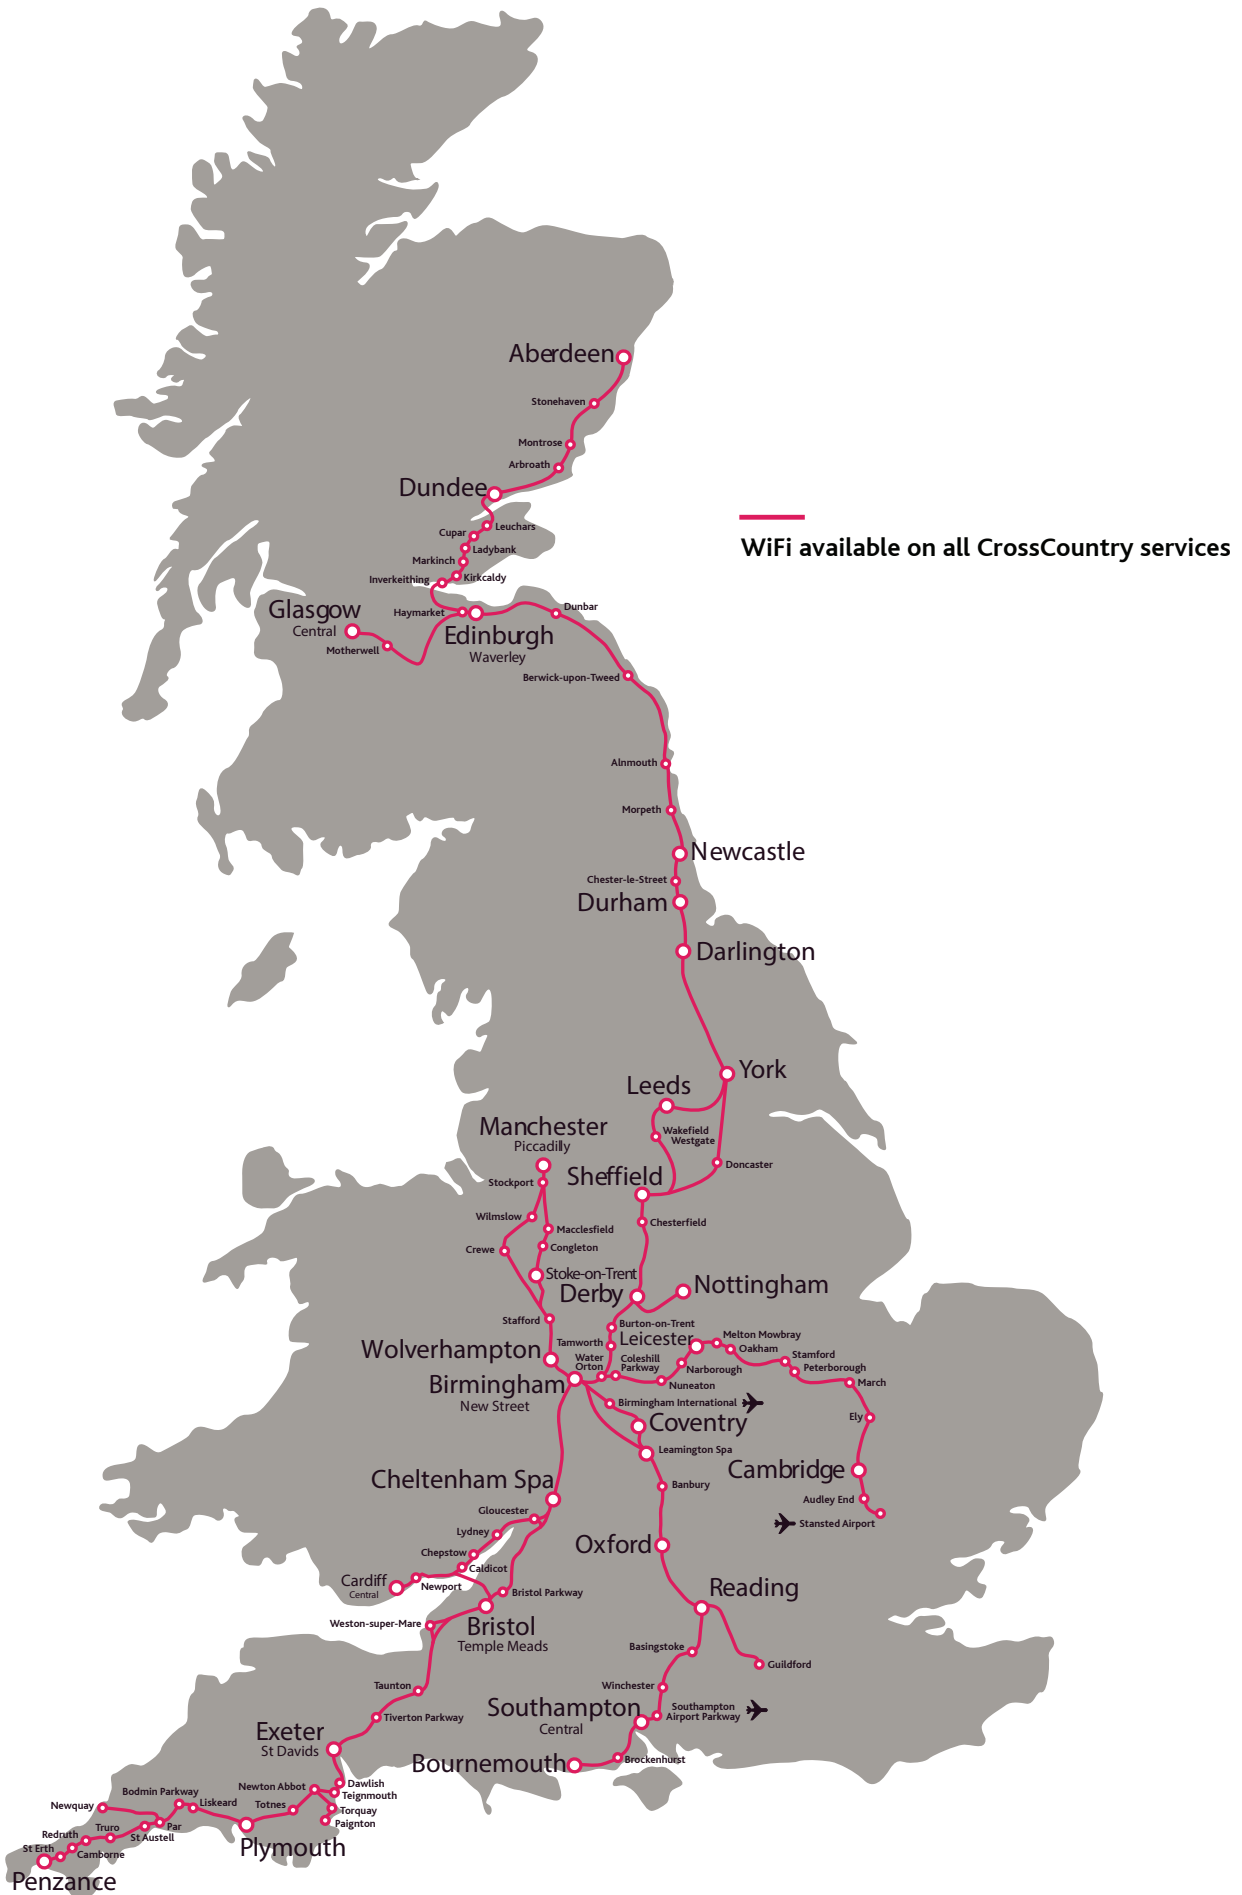 Aberdeen
Stonehaven
Montrose
Arbroath
Dundee
Leuchars
Cupar
Ladybank
Markinch
Kirkcaldy
Inverkeithing
WiFi available on all CrossCountry services
Glasgow
Central
Motherwell
Haymarket
Edinburgh
Waverley
Dunbar
Berwick-upon-Tweed
Alnmouth
Morpeth
Newcastle
Chester-le-Street
Durham
Darlington
York
Leeds
Wakefield
Westgate
Doncaster
Manchester
Piccadilly
Sheffield
Stockport
Chesterfield
Wilmslow
Macclesfield
Crewe
Congleton
Stoke-on-Trent
Derby
Nottingham
Stafford
Burton-on-Trent
Tamworth
Leicester
Melton Mowbray
Oakham
Stamford
Peterborough
March
Wolverhampton
Water
Orton
Coleshill
Parkway
Narborough
Nuneaton
Birmingham
New Street
Birmingham International
Ely
Coventry
Leamington Spa
Cambridge
Banbury
Audley End
Stansted Airport
Cheltenham Spa
Gloucester
Lydney
Chepstow
Caldicot
Cardiff
Central
Newport
Bristol Parkway
Oxford
Reading
Weston-super-Mare
Bristol
Temple Meads
Basingstoke
Guildford
Winchester
Taunton
Tiverton Parkway
Southampton
Central
Southampton
Airport Parkway
Exeter
St Davids
Bournemouth
Brockenhurst
Dawlish
Teignmouth
Newton Abbot
Torquay
Paignton
Totnes
Bodmin Parkway
Liskeard
Newquay
Plymouth
Par
St Austell
Truro
Redruth
Camborne
St Erth
Penzance